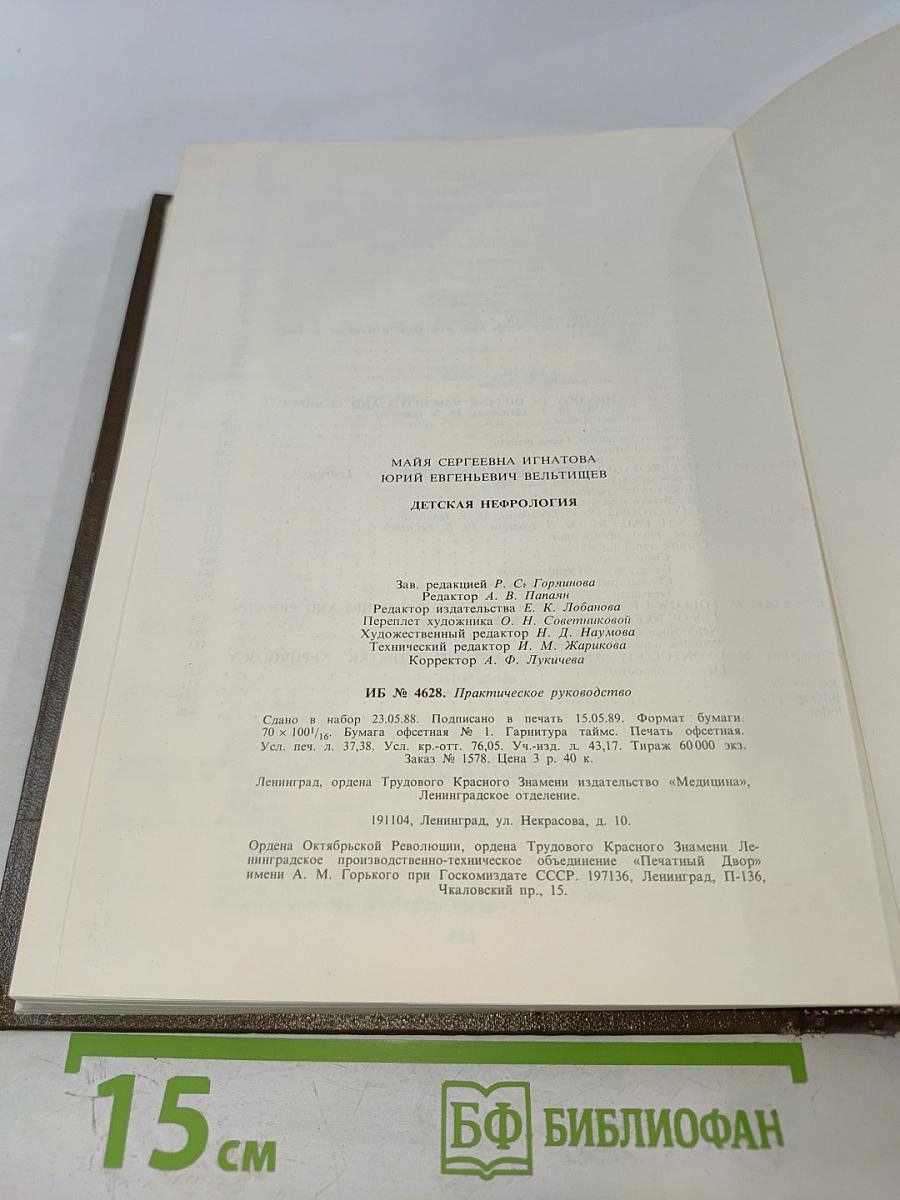 МАЙЯ СЕРГЕЕВНА ИГНАТОВА
ЮРИЙ ЕВГЕНЬЕВИЧ ВЕЛЬТИЩЕВ
ДЕТСКАЯ НЕФРОЛОГИЯ
Зав. редакцией Р. С. Горяинова
Редактор А. В. Папаян
Редактор издательства Е. К. Лобанова
Переплет художника О. Н. Советниковой
Художественный редактор Н. Д. Наумова
Технический редактор И. М. Жарикова
Корректор А. Ф. Лукичева
ИБ № 4628. Практическое руководство
Сдано в набор 23.05.88. Подписано в печать 15.05.89. Формат бумаги
70 × 100 1/16. Бумага офсетная № 1. Гарнитура таймс. Печать офсетная.
Усл. печ. л. 37,38. Усл. кр.-отт. 76,05. Уч.-изд. л. 43,17. Тираж 60 000 экз.
Заказ № 1578. Цена 3 р. 40 к.
Ленинград, ордена Трудового Красного Знамени издательство «Медицина»,
Ленинградское отделение.
191104, Ленинград, ул. Некрасова, д. 10.
Ордена Октябрьской Революции, ордена Трудового Красного Знамени Ле-
нинградское производственно-техническое объединение «Печатный Двор»
имени А. М. Горького при Госкомиздате СССР. 197136, Ленинград, П-136,
Чкаловский пр., 15.
15 см
БФ БИБЛИОФАН